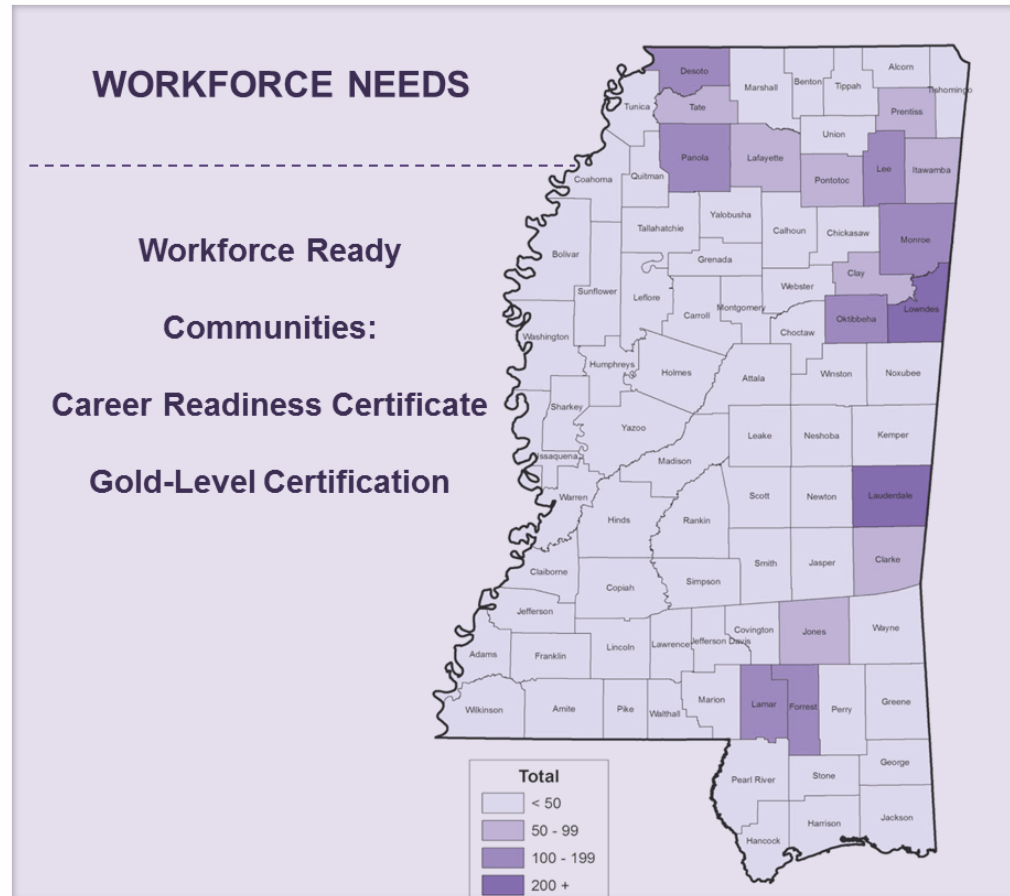 WORKFORCE NEEDS
Workforce Ready
Communities:
Career Readiness Certificate
Gold-Level Certification
Desoto
Marshall
Benton
Tippah
Alcorn
Tishomingo
Tunica
Tate
Prentiss
Union
Panola
Lafayette
Pontotoc
Lee
Itawamba
Coahoma
Quitman
Tallahatchie
Yalobusha
Calhoun
Chickasaw
Monroe
Bolivar
Sunflower
Leflore
Grenada
Webster
Clay
Carroll
Montgomery
Choctaw
Oktibbeha
Lowndes
Washington
Humphreys
Holmes
Attala
Winston
Noxubee
Sharkey
Yazoo
Leake
Neshoba
Kemper
Issaquena
Madison
Warren
Hinds
Rankin
Scott
Newton
Lauderdale
Claiborne
Copiah
Simpson
Smith
Jasper
Clarke
Jefferson
Adams
Franklin
Lincoln
Lawrence
Jefferson Davis
Covington
Jones
Wayne
Wilkinson
Amite
Pike
Walthall
Marion
Lamar
Forrest
Perry
Greene
Pearl River
Stone
George
Hancock
Harrison
Jackson
Total
< 50
50 - 99
100 - 199
200 +